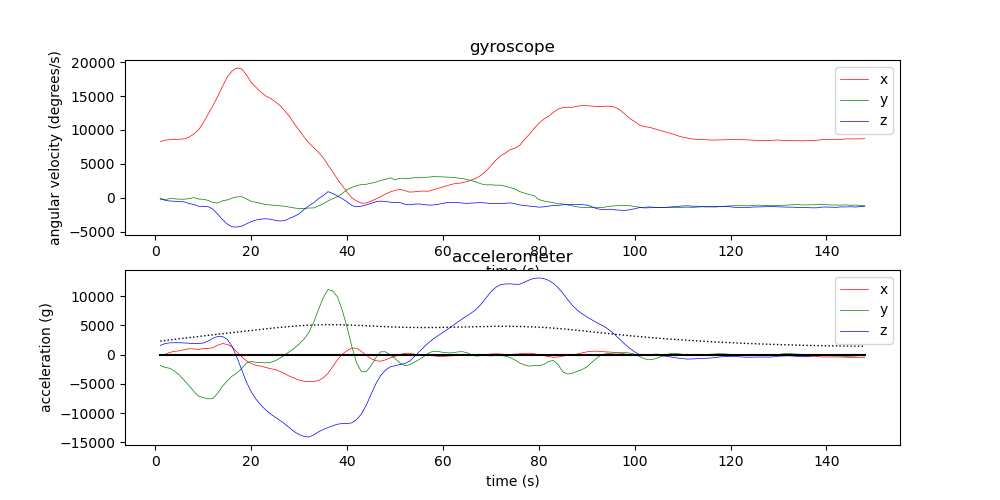 gyroscope
angular velocity (degrees/s)
20000
15000
10000
5000
0
−5000
x
y
z
0 20 40 60 80 100 120 140
time (s)
accelerometer
acceleration (g)
10000
5000
0
−5000
−10000
−15000
x
y
z
0 20 40 60 80 100 120 140
time (s)